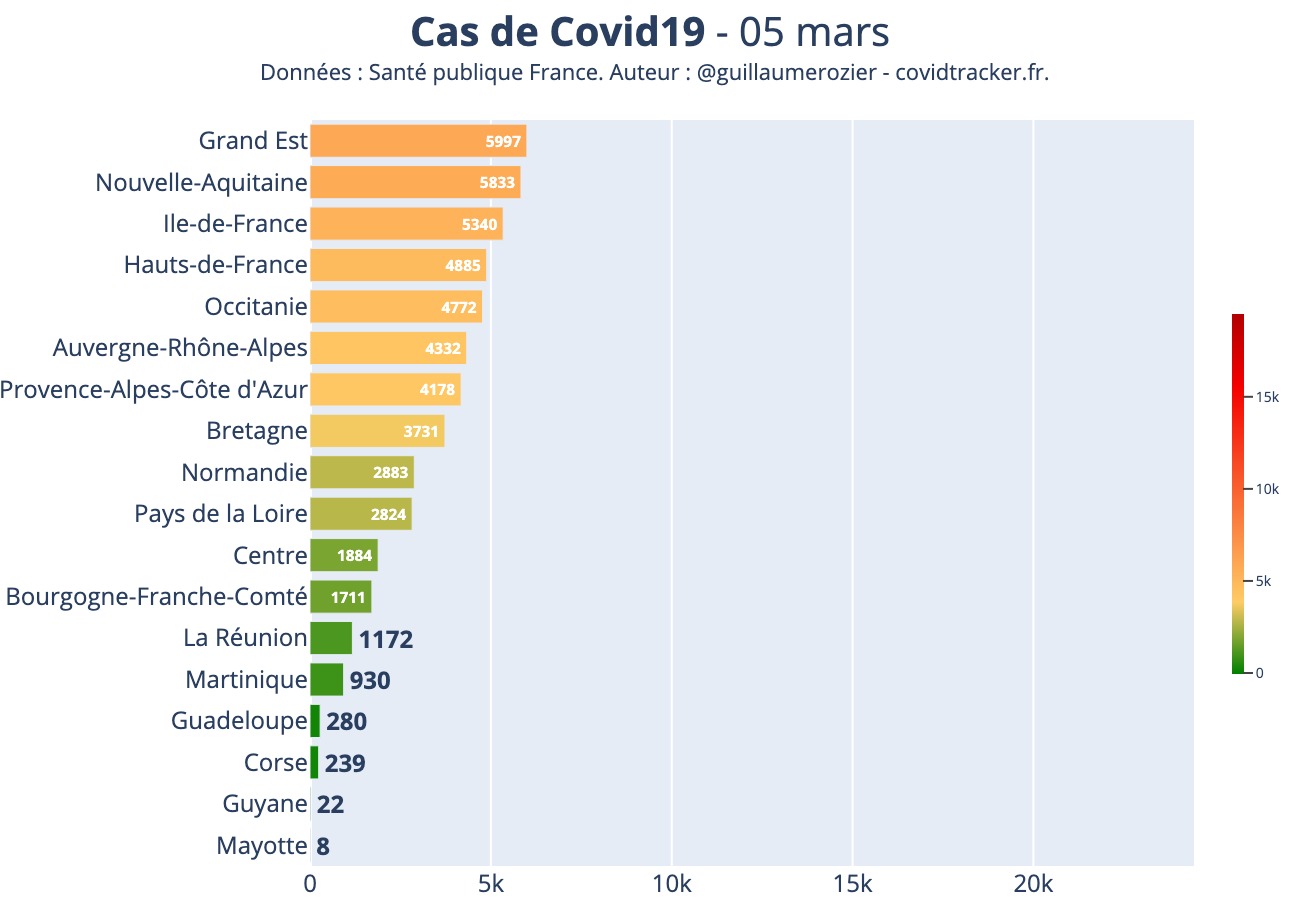 Cas de Covid19 - 05 mars
Données : Santé publique France. Auteur : @guillaumerozier - covidtracker.fr.
Grand Est 5997
Nouvelle-Aquitaine 5833
Ile-de-France 5340
Hauts-de-France 4885
Occitanie 4772
Auvergne-Rhône-Alpes 4332
Provence-Alpes-Côte d'Azur 4178
Bretagne 3731
Normandie 2883
Pays de la Loire 2824
Centre 1884
Bourgogne-Franche-Comté 1711
La Réunion 1172
Martinique 930
Guadeloupe 280
Corse 239
Guyane 22
Mayotte 8
0 5k 10k 15k 20k
15k
10k
5k
0